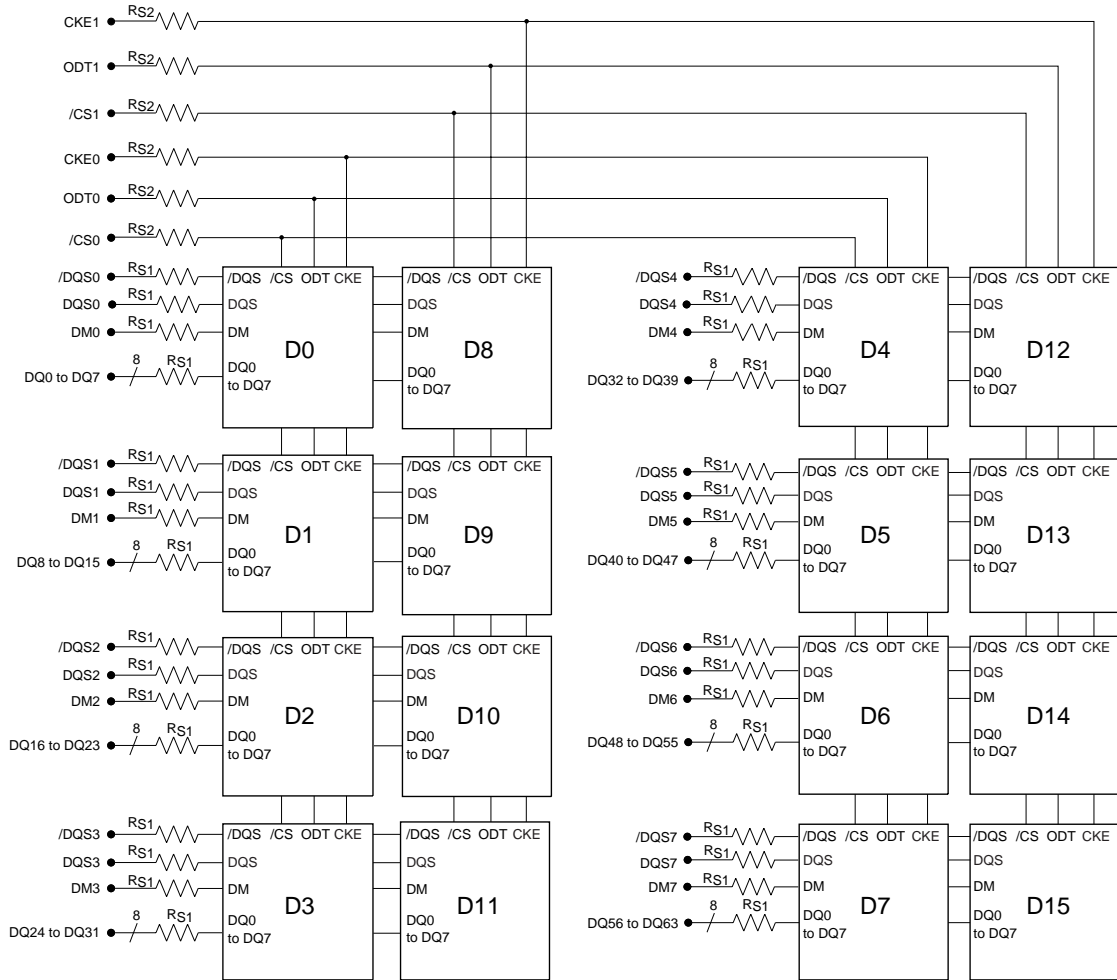 CKE1 RS2
ODT1 RS2
/CS1 RS2
CKE0 RS2
ODT0 RS2
/CS0 RS2
/DQS0 RS1 /DQS /CS ODT CKE /DQS /CS ODT CKE
DQS0 RS1 DQS DQS
DM0 RS1 DM DM
D0 D8
DQ0 to DQ7 8 RS1 DQ0 DQ0
to DQ7 to DQ7
/DQS1 RS1 /DQS /CS ODT CKE /DQS /CS ODT CKE
DQS1 RS1 DQS DQS
DM1 RS1 DM DM
D1 D9
DQ8 to DQ15 8 RS1 DQ0 DQ0
to DQ7 to DQ7
/DQS2 RS1 /DQS /CS ODT CKE /DQS /CS ODT CKE
DQS2 RS1 DQS DQS
DM2 RS1 DM DM
D2 D10
DQ16 to DQ23 8 RS1 DQ0 DQ0
to DQ7 to DQ7
/DQS3 RS1 /DQS /CS ODT CKE /DQS /CS ODT CKE
DQS3 RS1 DQS DQS
DM3 RS1 DM DM
D3 D11
DQ24 to DQ31 8 RS1 DQ0 DQ0
to DQ7 to DQ7
/DQS4 RS1 /DQS /CS ODT CKE /DQS /CS ODT CKE
DQS4 RS1 DQS DQS
DM4 RS1 DM DM
D4 D12
DQ32 to DQ39 8 RS1 DQ0 DQ0
to DQ7 to DQ7
/DQS5 RS1 /DQS /CS ODT CKE /DQS /CS ODT CKE
DQS5 RS1 DQS DQS
DM5 RS1 DM DM
D5 D13
DQ40 to DQ47 8 RS1 DQ0 DQ0
to DQ7 to DQ7
/DQS6 RS1 /DQS /CS ODT CKE /DQS /CS ODT CKE
DQS6 RS1 DQS DQS
DM6 RS1 DM DM
D6 D14
DQ48 to DQ55 8 RS1 DQ0 DQ0
to DQ7 to DQ7
/DQS7 RS1 /DQS /CS ODT CKE /DQS /CS ODT CKE
DQS7 RS1 DQS DQS
DM7 RS1 DM DM
D7 D15
DQ56 to DQ63 8 RS1 DQ0 DQ0
to DQ7 to DQ7